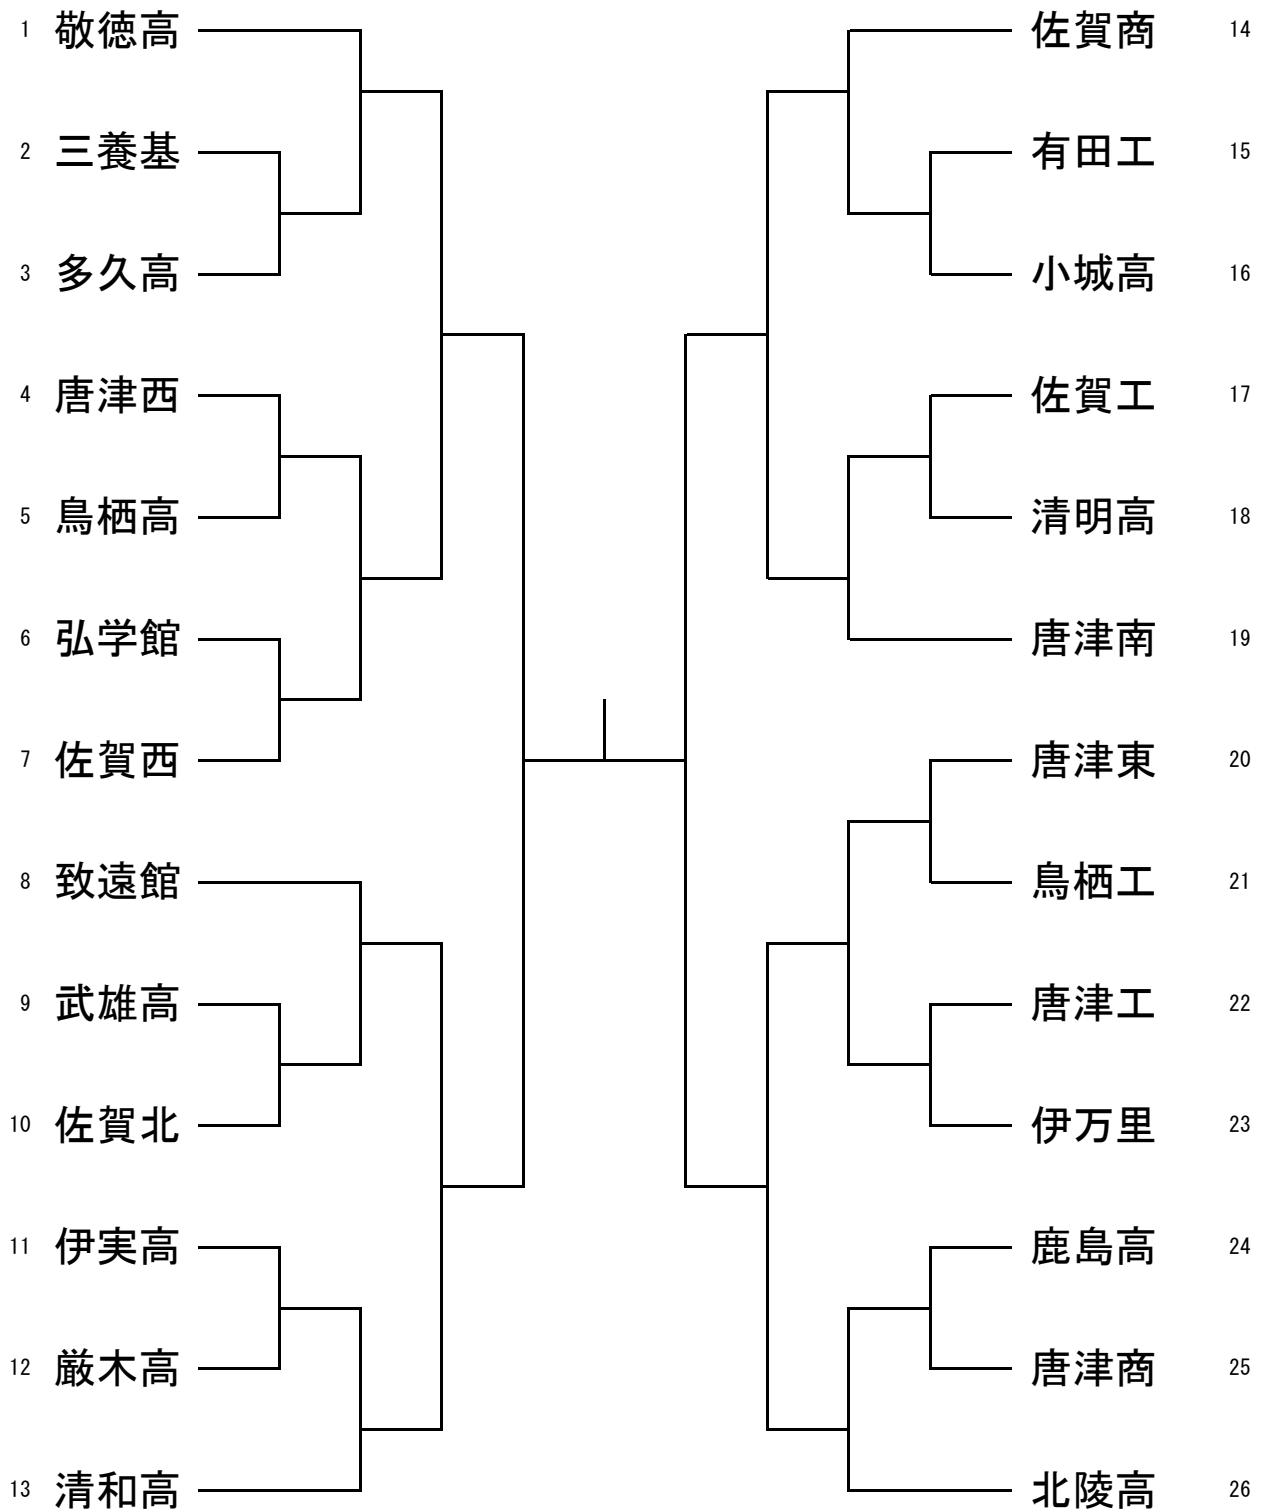 1 敬徳高
2 三養基
3 多久高
4 唐津西
5 鳥栖高
6 弘学館
7 佐賀西
8 致遠館
9 武雄高
10 佐賀北
11 伊実高
12 厳木高
13 清和高
佐賀商 14
有田工 15
小城高 16
佐賀工 17
清明高 18
唐津南 19
唐津東 20
鳥栖工 21
唐津工 22
伊万里 23
鹿島高 24
唐津商 25
北陵高 26